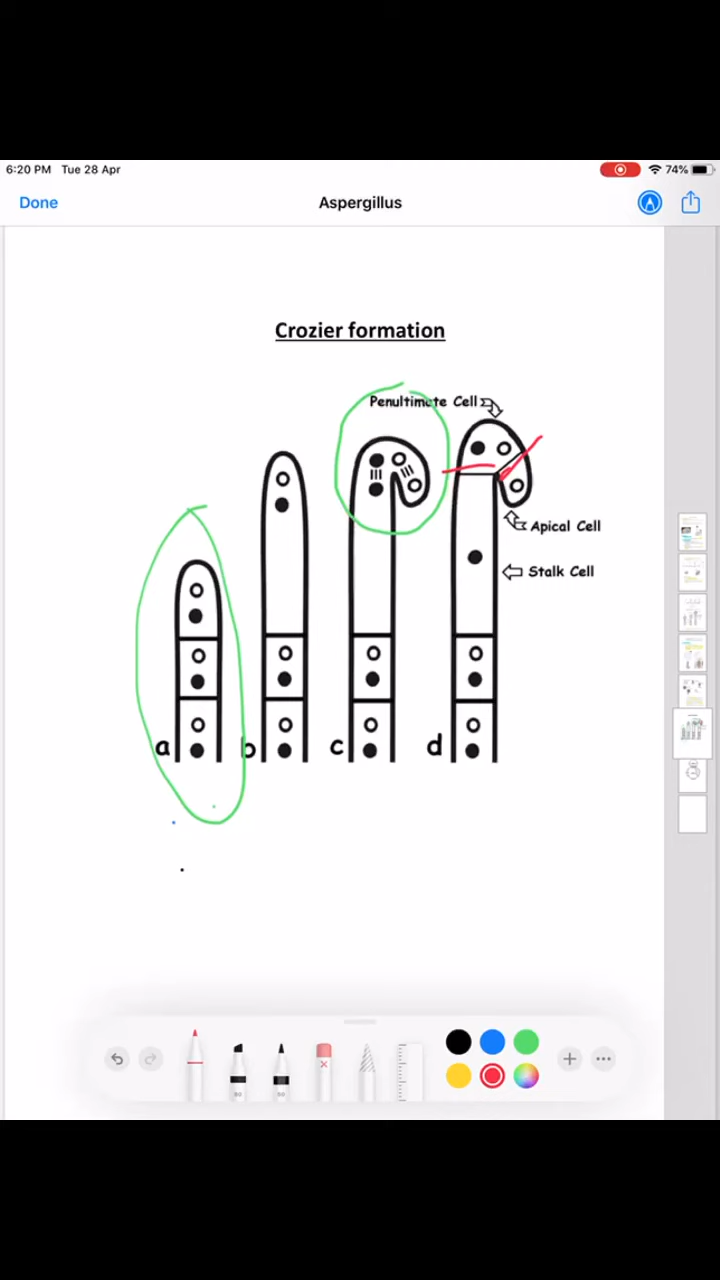 6:20 PM Tue 28 Apr 74%
Done Aspergillus
Crozier formation
Penultimate Cell
Apical Cell
Stalk Cell
a b c d